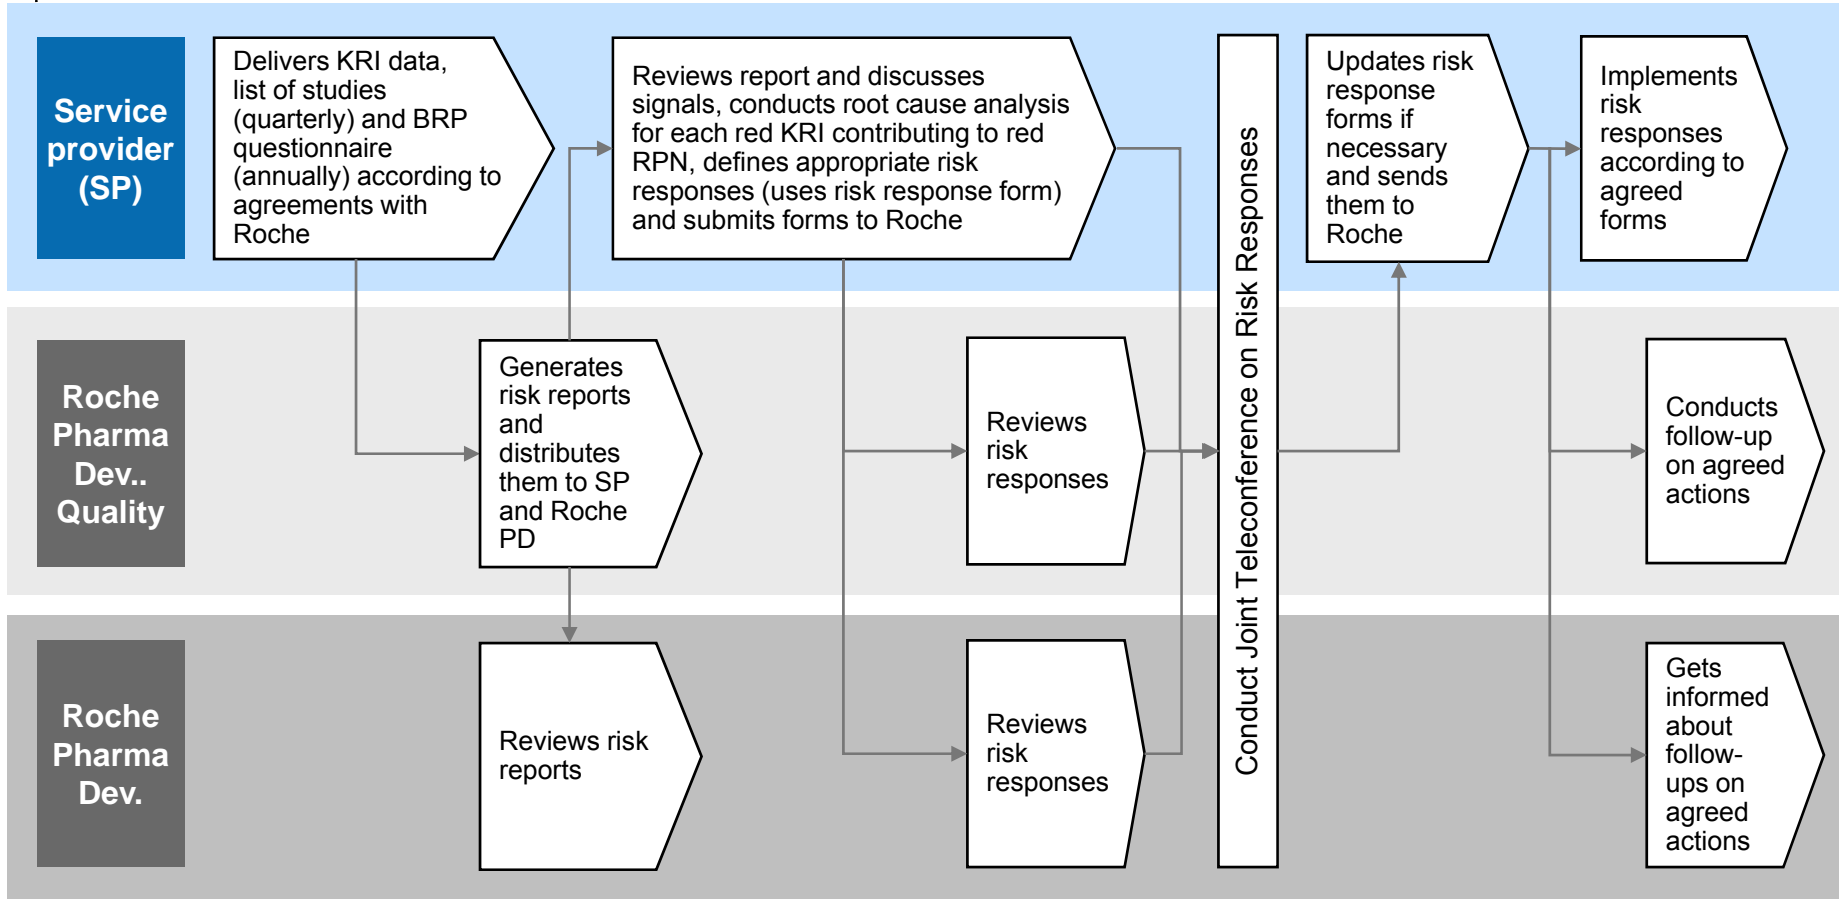 Service
provider
(SP)
Delivers KRI data,
list of studies
(quarterly) and BRP
questionnaire
(annually) according to
agreements with
Roche
Reviews report and discusses
signals, conducts root cause analysis
for each red KRI contributing to red
RPN, defines appropriate risk
responses (uses risk response form)
and submits forms to Roche
Conduct Joint Teleconference on Risk Responses
Updates risk
response
forms if
necessary
and sends
them to
Roche
Implements
risk
responses
according to
agreed
forms
Roche
Pharma
Dev..
Quality
Generates
risk reports
and
distributes
them to SP
and Roche
PD
Reviews
risk
responses
Conducts
follow-up
on agreed
actions
Roche
Pharma
Dev.
Reviews risk
reports
Reviews
risk
responses
Gets
informed
about
follow-
ups on
agreed
actions